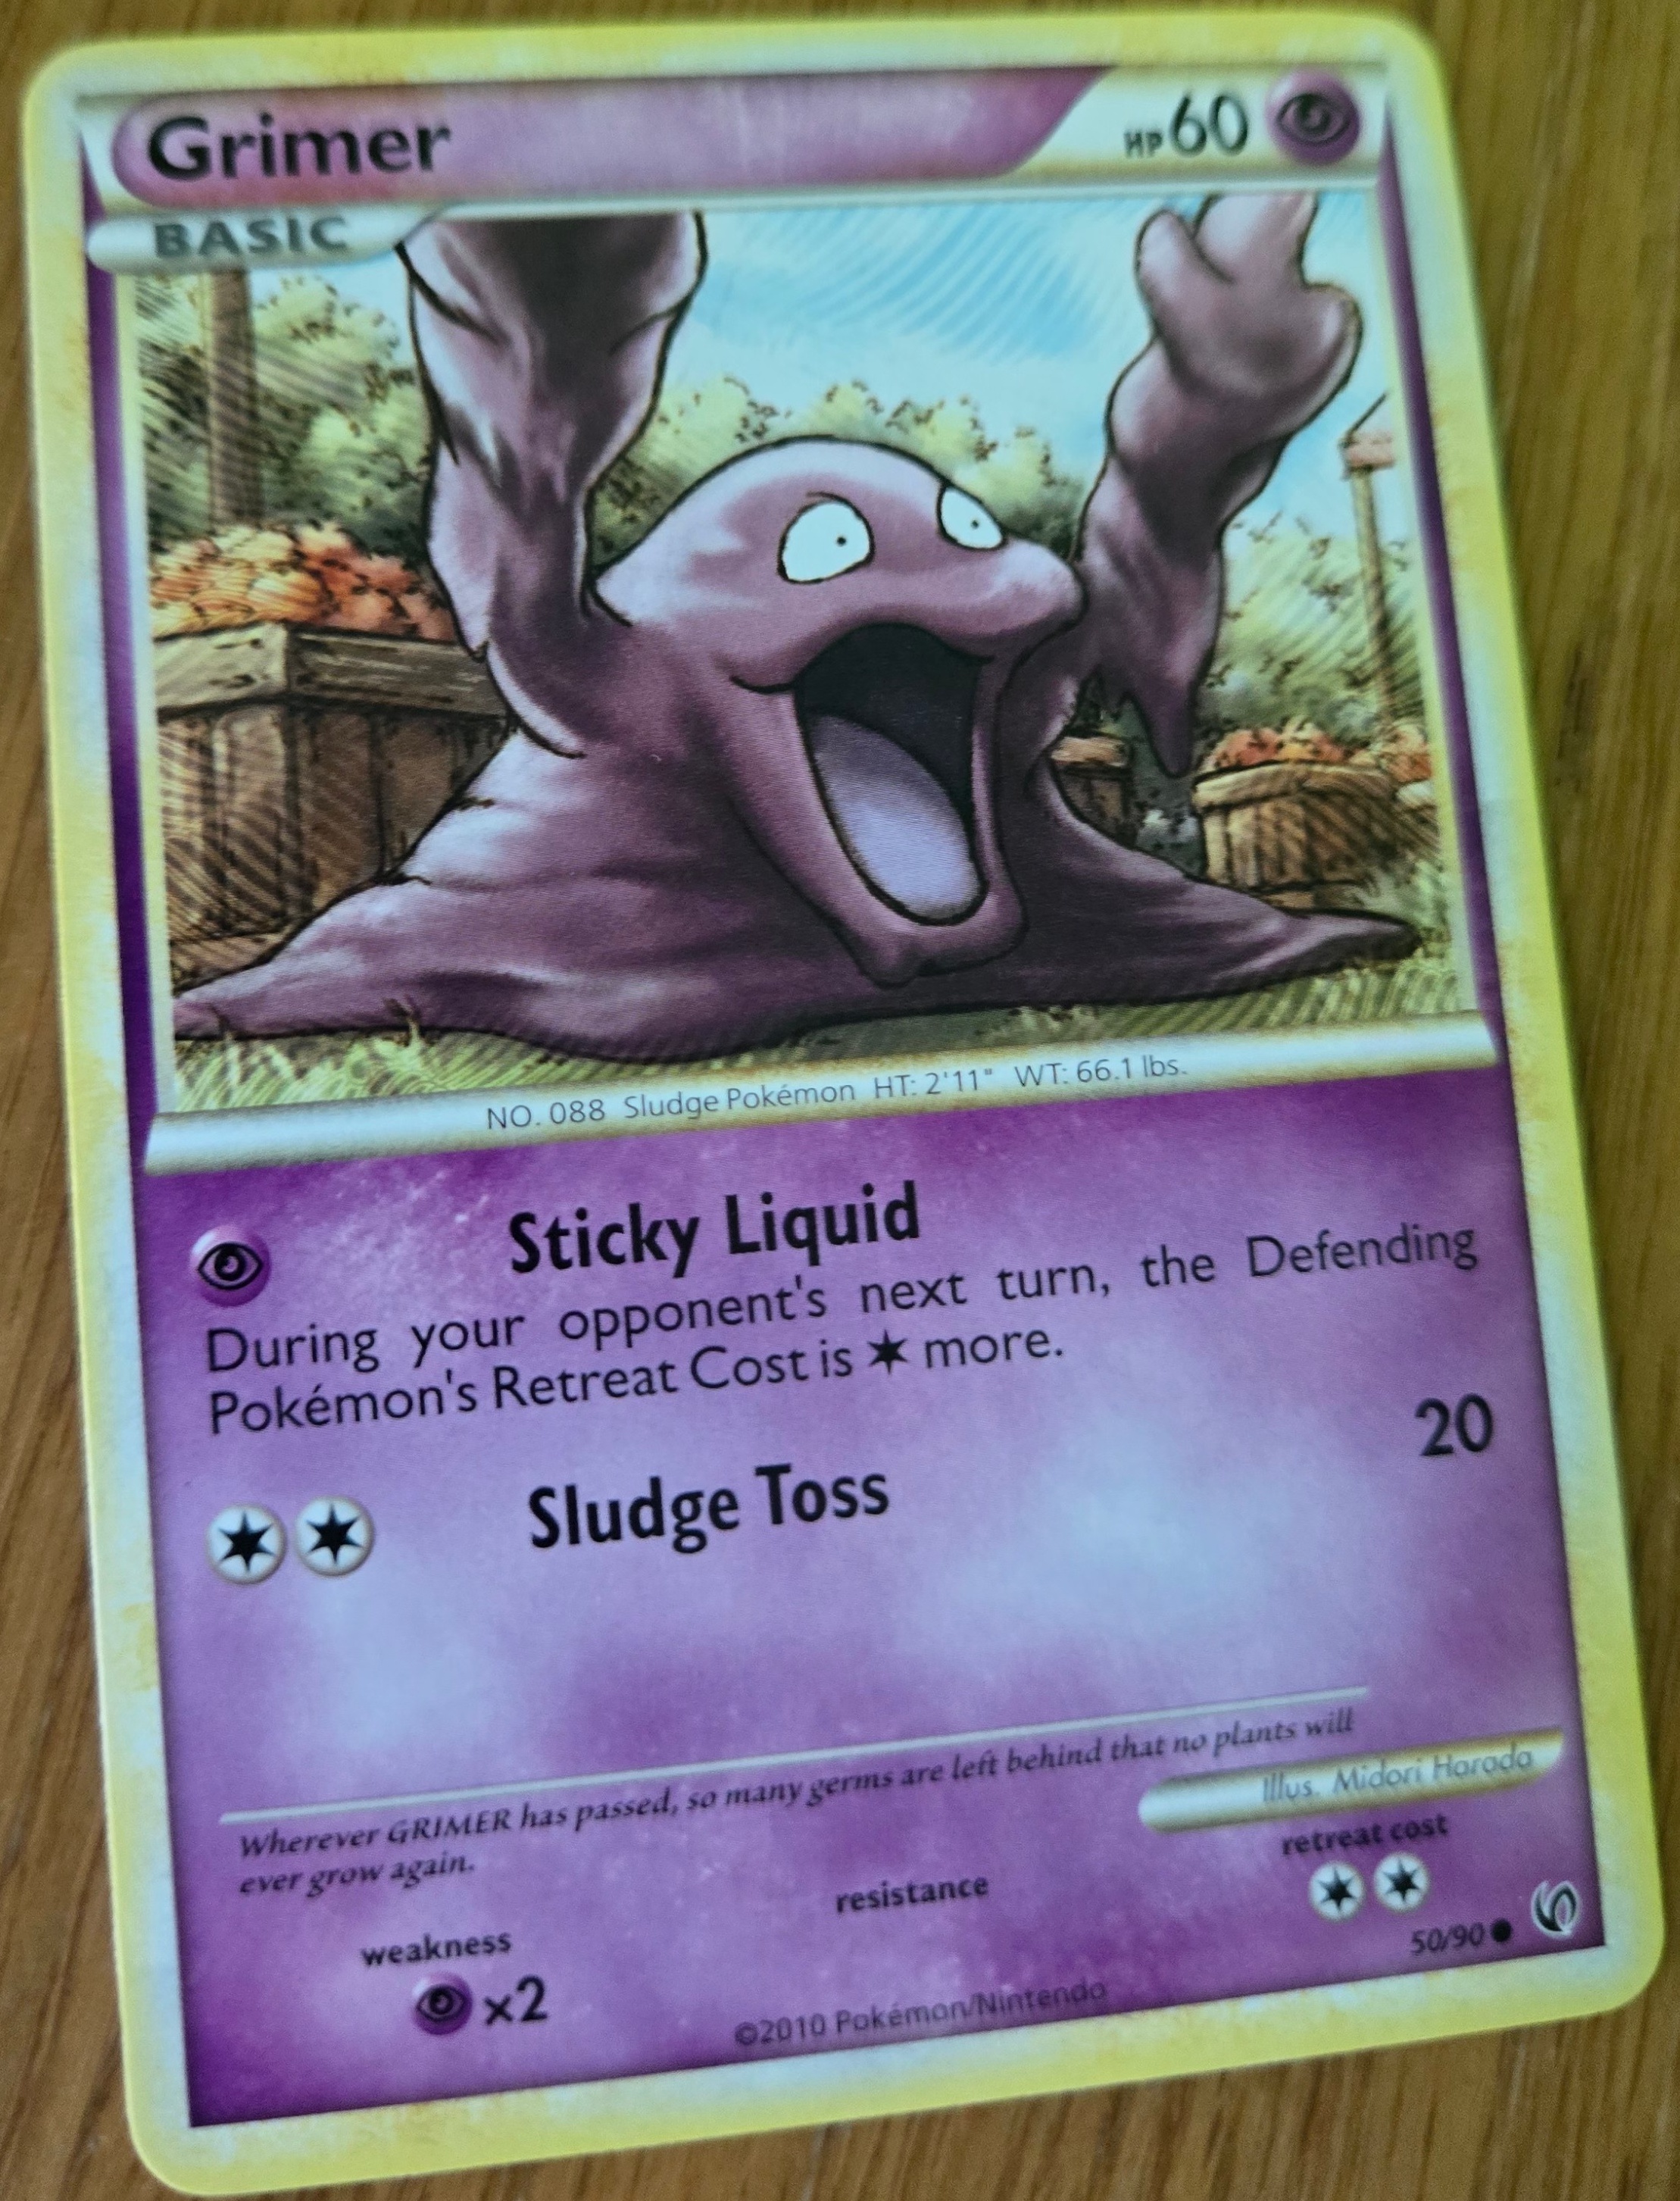 Grimer HP 60
BASIC
NO. 088 Sludge Pokémon HT: 2'11" WT: 66.1 lbs.
Sticky Liquid
During your opponent's next turn, the Defending
Pokémon's Retreat Cost is more.
Sludge Toss 20
Wherever GRIMER has passed, so many germs are left behind that no plants will
ever grow again.
Illus. Midori Harada
weakness
x2
resistance
retreat cost
50/90
©2010 Pokémon/Nintendo